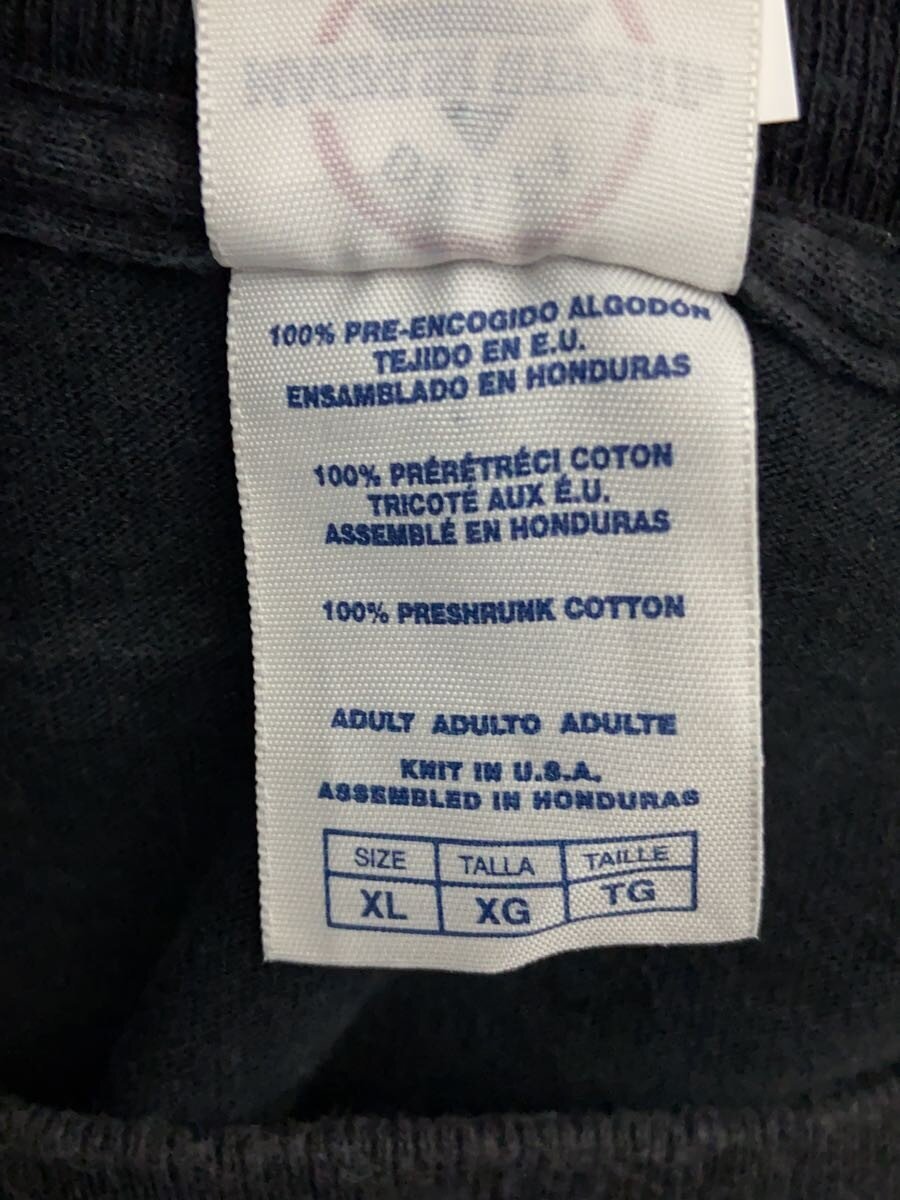 100% PRE-ENCOGIDO ALGODÓN
TEJIDO EN E.U.
ENSAMBLADO EN HONDURAS
100% PRÉRÉTRÉCI COTON
TRICOTÉ AUX É.U.
ASSEMBLÉ EN HONDURAS
100% PRESHRUNK COTTON
ADULT ADULTO ADULTE
KNIT IN U.S.A.
ASSEMBLED IN HONDURAS
SIZE TALLA TAILLE
XL XG TG